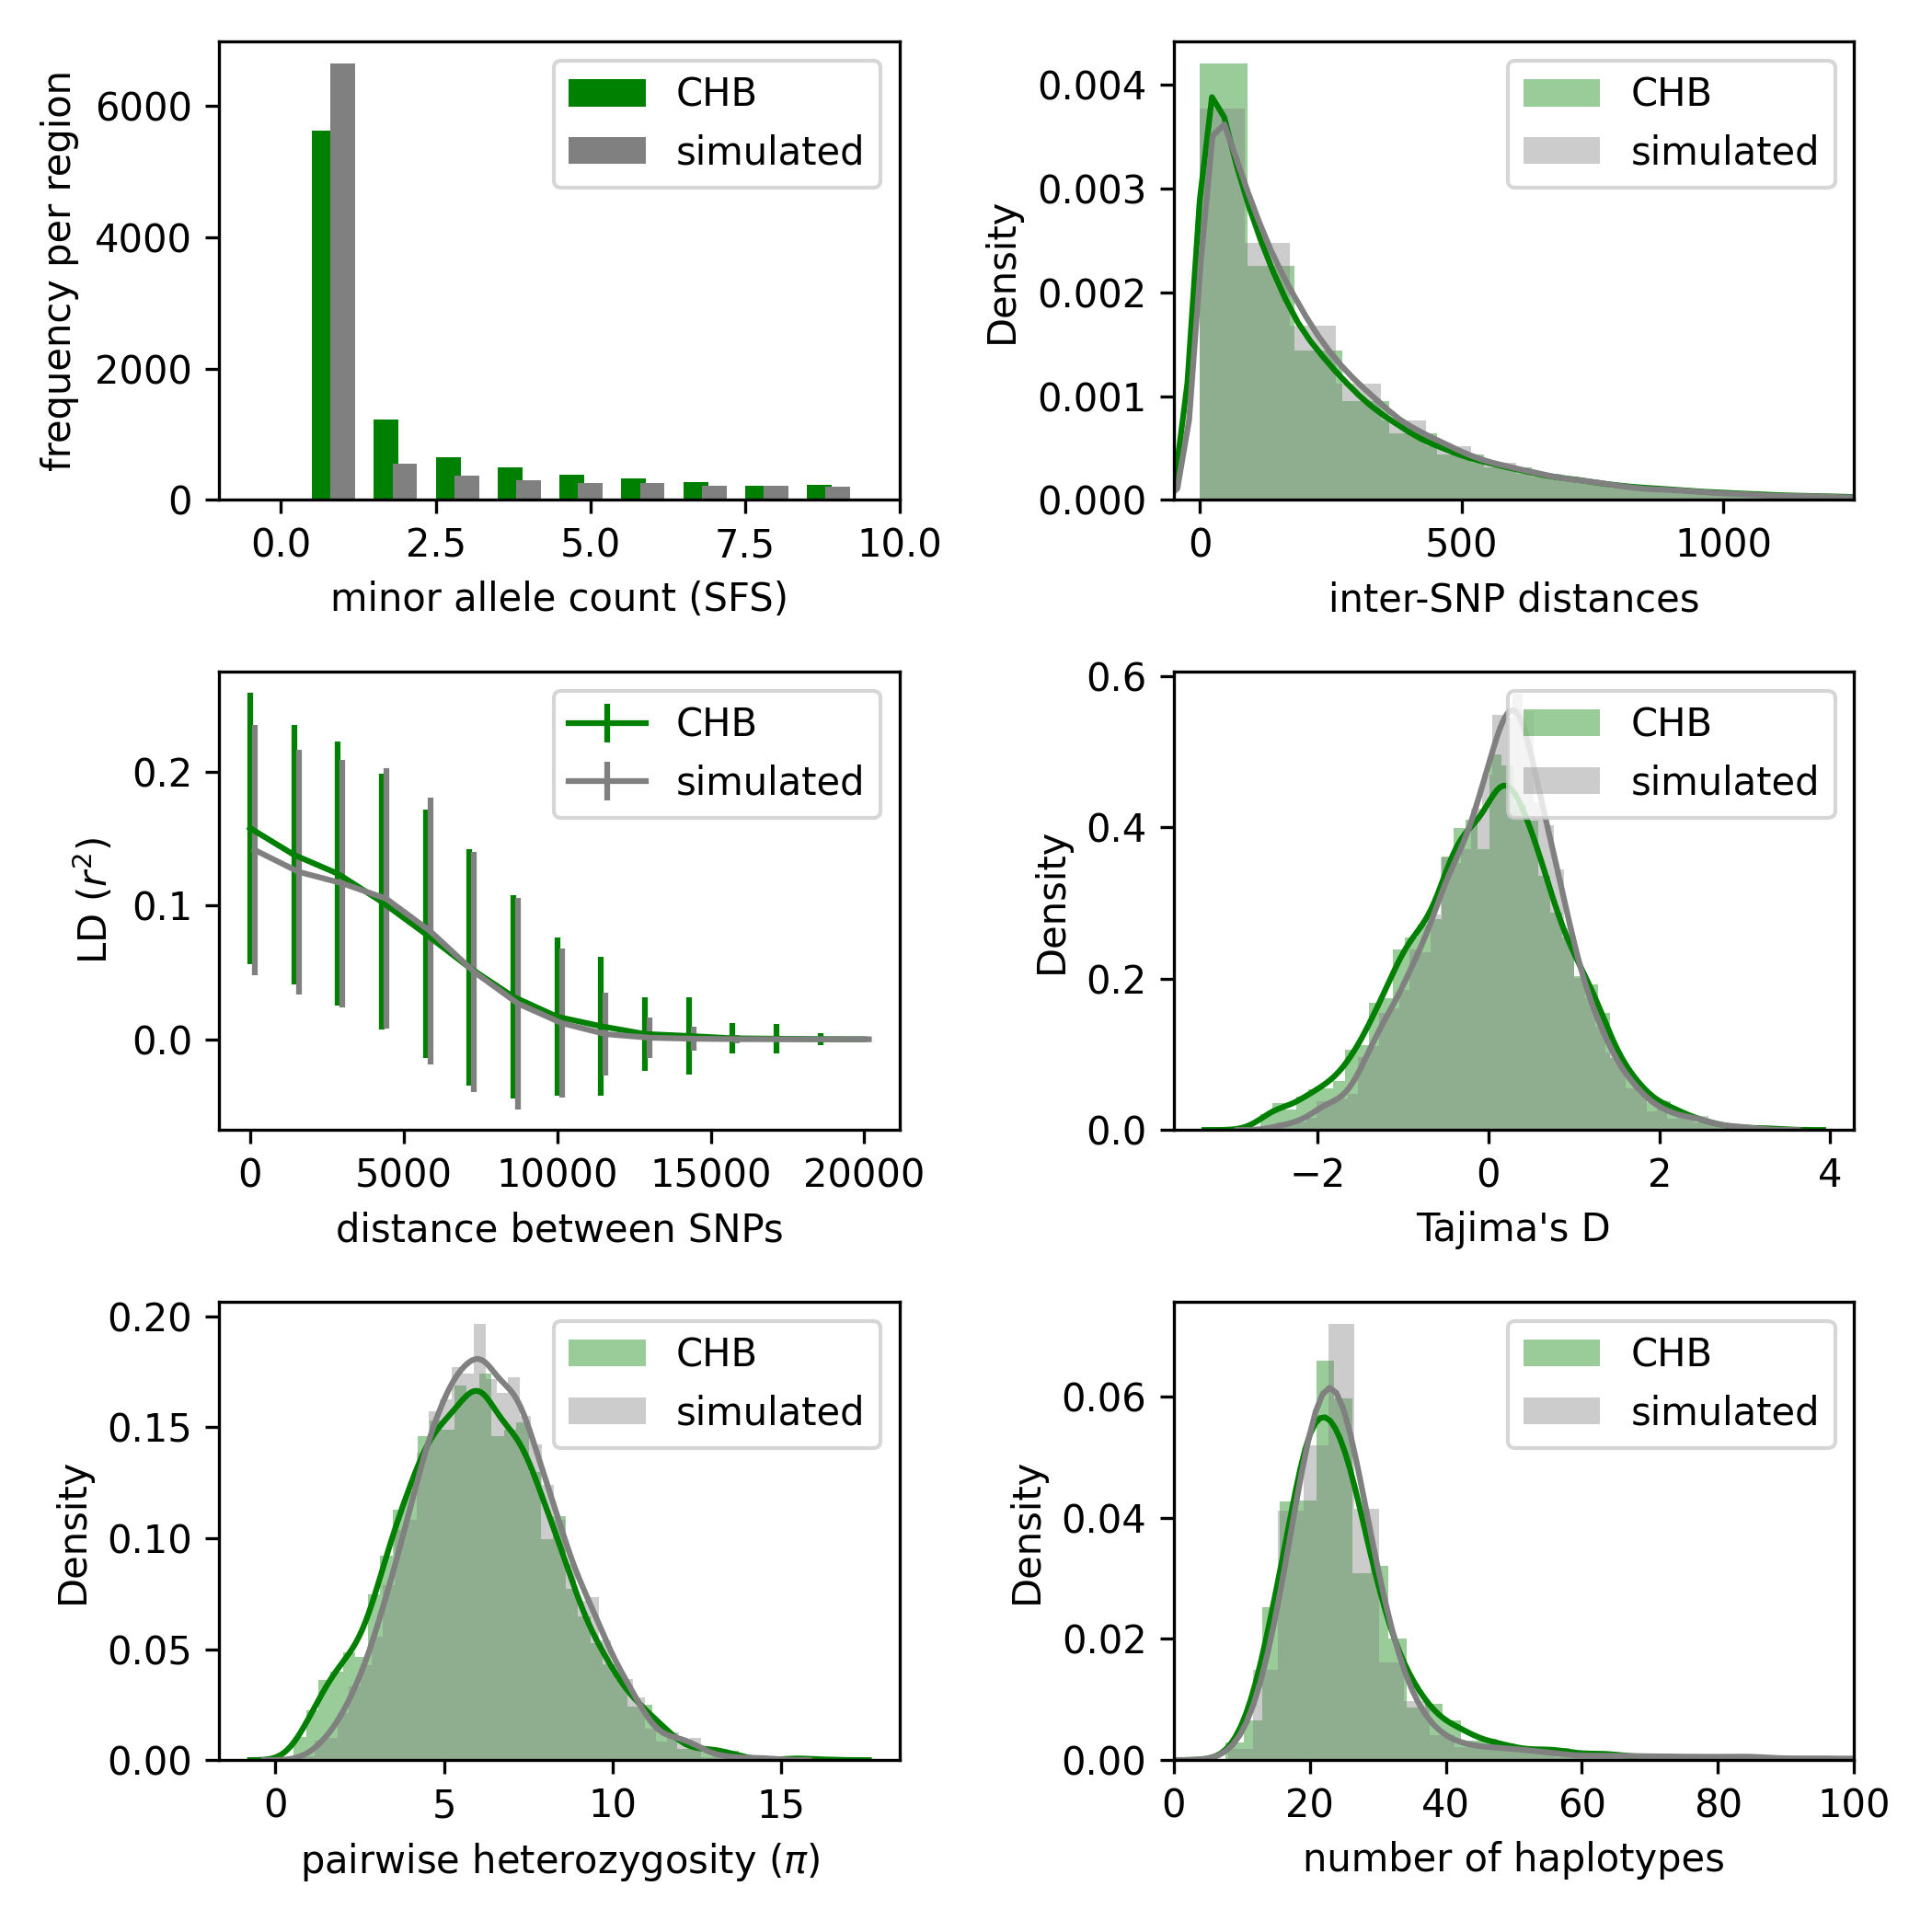 frequency per region
6000
4000
2000
0
0.0 2.5 5.0 7.5 10.0
minor allele count (SFS)
CHB
simulated
Density
0.004
0.003
0.002
0.001
0.000
0 500 1000
inter-SNP distances
CHB
simulated
LD (r²)
0.2
0.1
0.0
0 5000 10000 15000 20000
distance between SNPs
CHB
simulated
Density
0.6
0.4
0.2
0.0
−2 0 2 4
Tajima's D
CHB
simulated
Density
0.20
0.15
0.10
0.05
0.00
0 5 10 15
pairwise heterozygosity (π)
CHB
simulated
Density
0.06
0.04
0.02
0.00
0 20 40 60 80 100
number of haplotypes
CHB
simulated